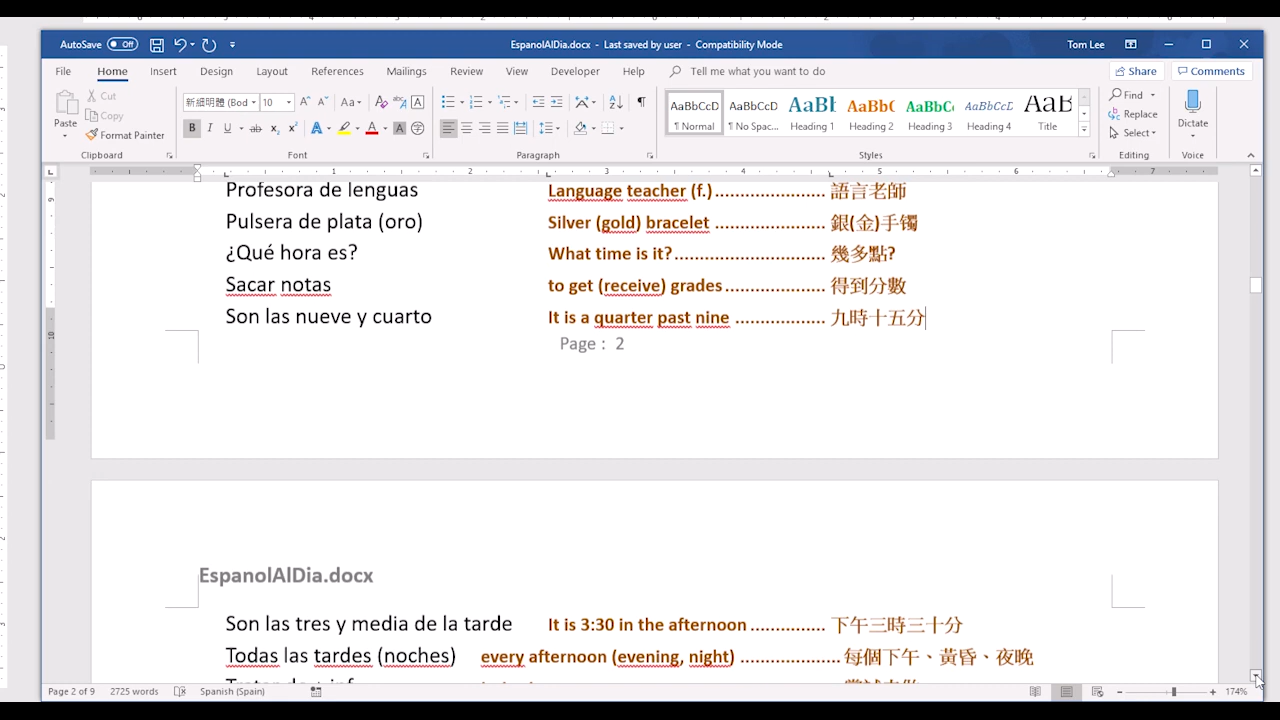 AutoSave Off EspanolAlDia.docx - Last saved by user - Compatibility Mode Tom Lee
File Home Insert Design Layout References Mailings Review View Developer Help Tell me what you want to do Share Comments
Paste Cut Copy Format Painter
新細明體 (Bod 10
AaBbCcD AaBbCcD AaBb AaBb( AaBbCc AaBbCcD AaB
¶ Normal ¶ No Spac... Heading 1 Heading 2 Heading 3 Heading 4 Title
Find Replace Select Dictate
Clipboard Font Paragraph Styles Editing Voice
Profesora de lenguas Language teacher (f.)...................... 語言老師
Pulsera de plata (oro) Silver (gold) bracelet ...................... 銀(金)手镯
¿Qué hora es? What time is it?.............................. 幾多點?
Sacar notas to get (receive) grades.................... 得到分數
Son las nueve y cuarto It is a quarter past nine .................. 九時十五分
Page : 2
EspanolAlDia.docx
Son las tres y media de la tarde It is 3:30 in the afternoon............... 下午三時三十分
Todas las tardes (noches) every afternoon (evening, night) .................... 每個下午、黃昏、夜晚
Page 2 of 9 2725 words Spanish (Spain) 174%